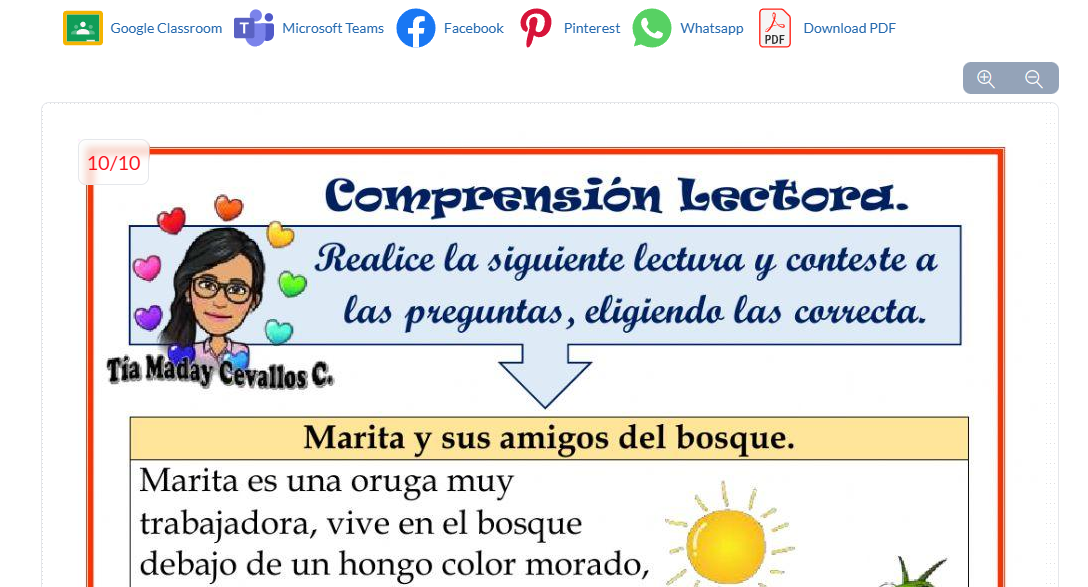 Google Classroom Microsoft Teams Facebook Pinterest Whatsapp PDF Download PDF
10/10
Comprensión Lectora.
Realice la siguiente lectura y conteste a
las preguntas, eligiendo las correcta.
Tía Maday Cevallos C.
Marita y sus amigos del bosque.
Marita es una oruga muy
trabajadora, vive en el bosque
debajo de un hongo color morado,